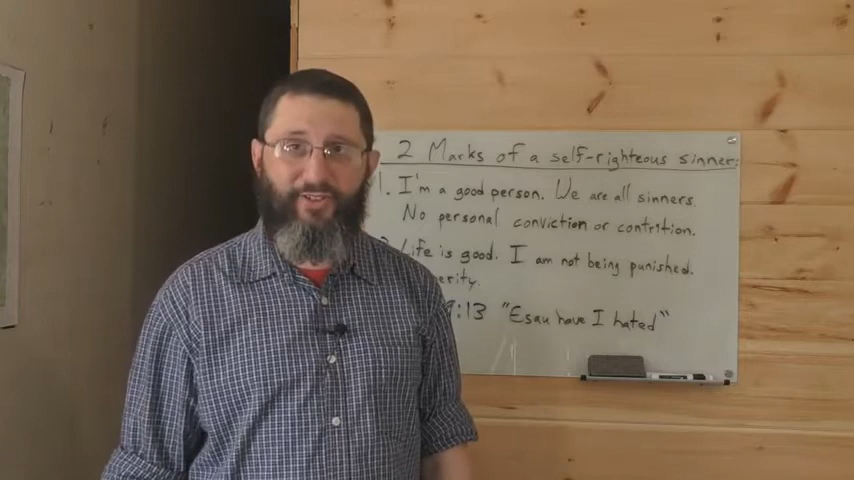 2 Marks of a self-righteous sinner:
1. I'm a good person. We are all sinners.
No personal conviction or contrition.
Life is good. I am not being punished.
9:13 "Esau have I hated"